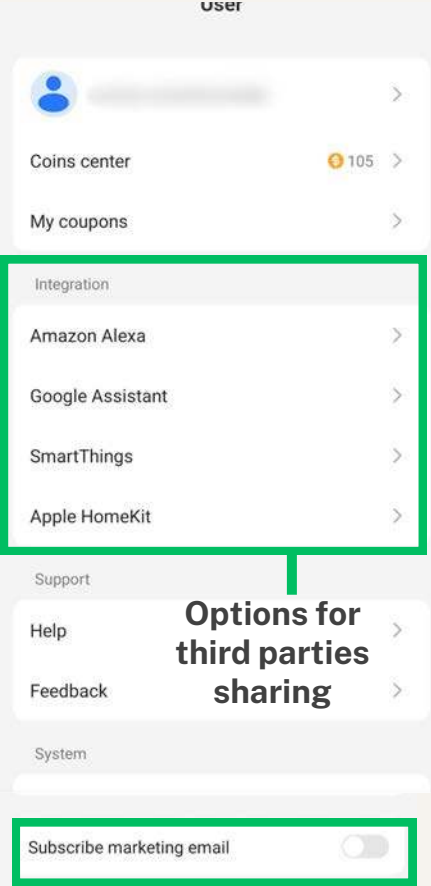 User
Coins center
105
My coupons
Integration
Amazon Alexa
Google Assistant
SmartThings
Apple HomeKit
Support
Options for
Help
third parties
Feedback
sharing
System
Subscribe marketing email